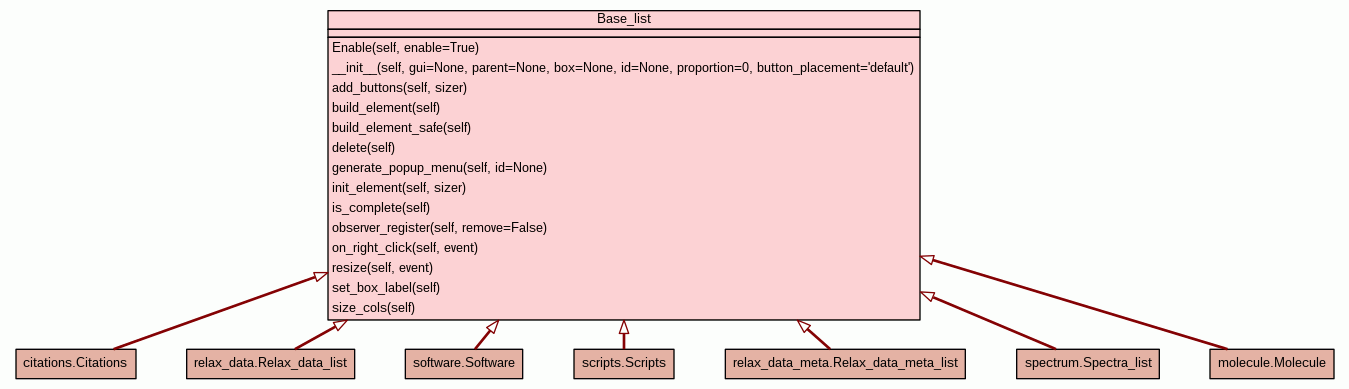 Base_list
Enable(self, enable=True)
__init__(self, gui=None, parent=None, box=None, id=None, proportion=0, button_placement='default')
add_buttons(self, sizer)
build_element(self)
build_element_safe(self)
delete(self)
generate_popup_menu(self, id=None)
init_element(self, sizer)
is_complete(self)
observer_register(self, remove=False)
on_right_click(self, event)
resize(self, event)
set_box_label(self)
size_cols(self)
citations.Citations
relax_data.Relax_data_list
software.Software
scripts.Scripts
relax_data_meta.Relax_data_meta_list
spectrum.Spectra_list
molecule.Molecule